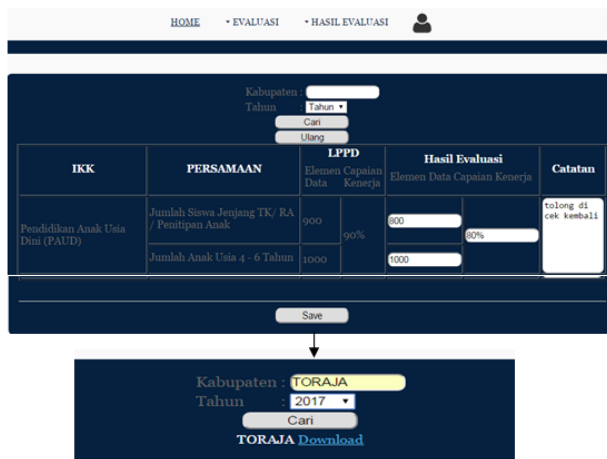 HOME EVALUASI HASIL EVALUASI
Kabupaten :
Tahun : Tahun
Cari
Ulang
IKK PERSAMAAN LPPD Hasil Evaluasi Catatan
Elemen Data Capaian Kenerja Elemen Data Capaian Kenerja
Pendidikan Anak Usia Dini (PAUD)
Jumlah Siswa Jenjang TK/ RA / Penitipan Anak
900 90% 800 80%
tolong di cek kembali
Jumlah Anak Usia 4 - 6 Tahun 1000 1000
Save
Kabupaten : TORAJA
Tahun : 2017
Cari
TORAJA Download